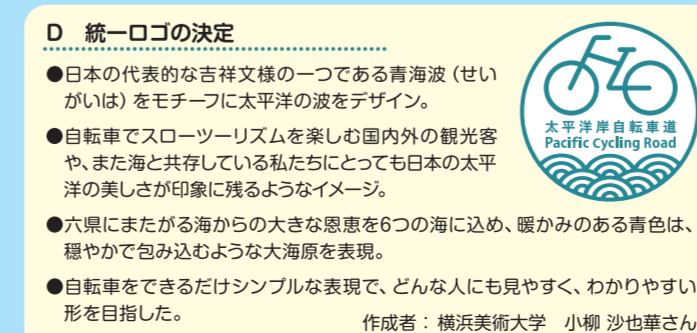 D 統一ロゴの決定
●日本の代表的な吉祥文様の一つである青海波（せい
がいは）をモチーフに太平洋の波をデザイン。
●自転車でスローツーリズムを楽しむ国内外の観光客
や、また海と共存している私たちにとっても日本の太平
洋の美しさが印象に残るようなイメージ。
太平洋岸自転車道
Pacific Cycling Road
●六県にまたがる海からの大きな恩恵を6つの海に込め、暖かみのある青色は、
穏やかで包み込むような大海原を表現。
●自転車をできるだけシンプルな表現で、どんな人にも見やすく、わかりやすい
形を目指した。
作成者：横浜美術大学 小柳 沙也華さん